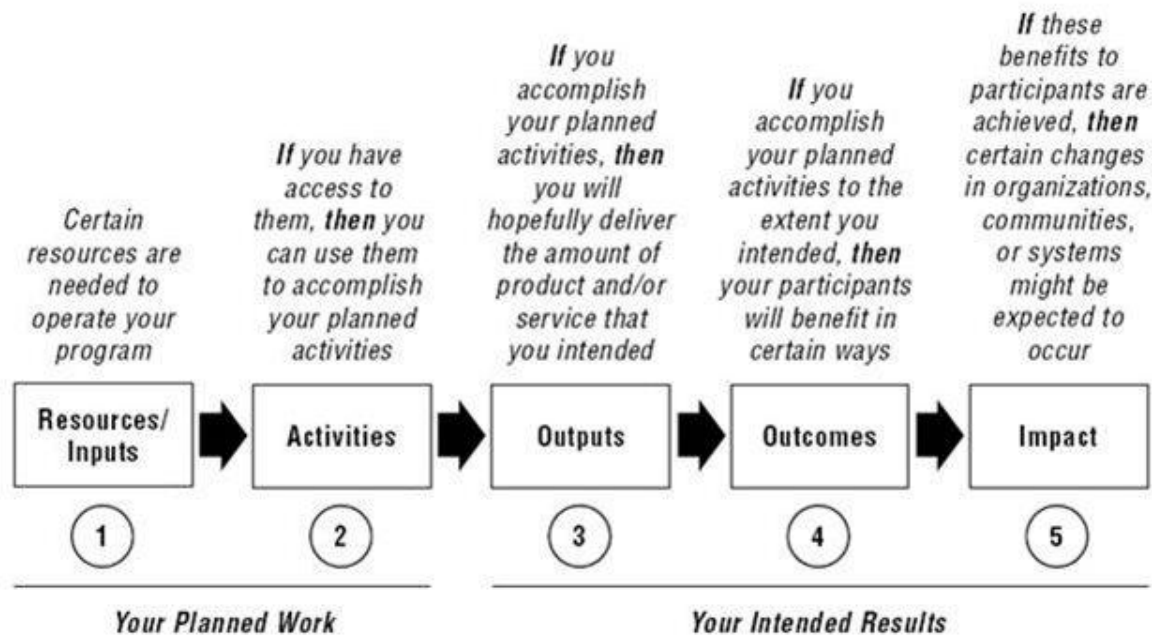 Certain
resources are
needed to
operate your
program
If you have
access to
them, then you
can use them
to accomplish
your planned
activities
If you
accomplish
your planned
activities, then
you will
hopefully deliver
the amount of
product and/or
service that
you intended
If you
accomplish
your planned
activities to the
extent you
intended, then
your participants
will benefit in
certain ways
If these
benefits to
participants are
achieved, then
certain changes
in organizations,
communities,
or systems
might be
expected to
occur
Resources/
Inputs
Activities
Outputs
Outcomes
Impact
1
2
3
4
5
Your Planned Work
Your Intended Results